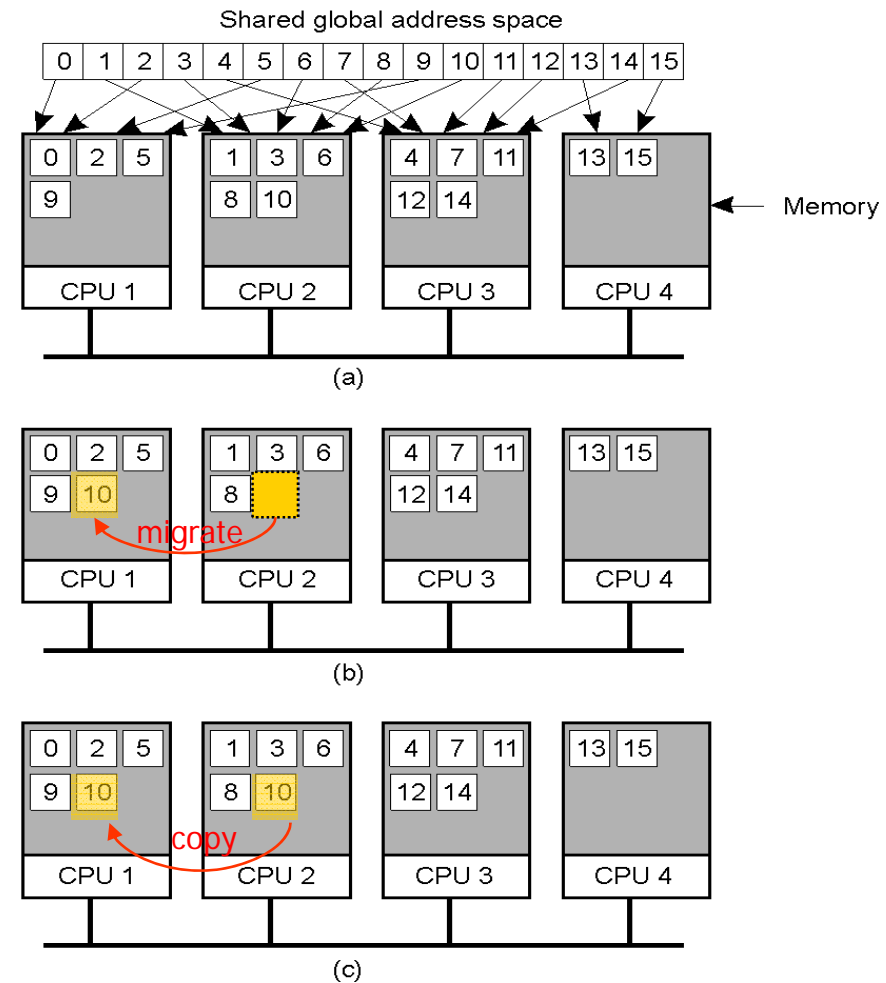 Shared global address space
0 1 2 3 4 5 6 7 8 9 10 11 12 13 14 15
0 2 5 1 3 6 4 7 11 13 15
9 8 10 12 14
Memory
CPU 1 CPU 2 CPU 3 CPU 4
(a)
0 2 5 1 3 6 4 7 11 13 15
9 10 8 12 14
migrate
CPU 1 CPU 2 CPU 3 CPU 4
(b)
0 2 5 1 3 6 4 7 11 13 15
9 10 8 10 12 14
copy
CPU 1 CPU 2 CPU 3 CPU 4
(c)